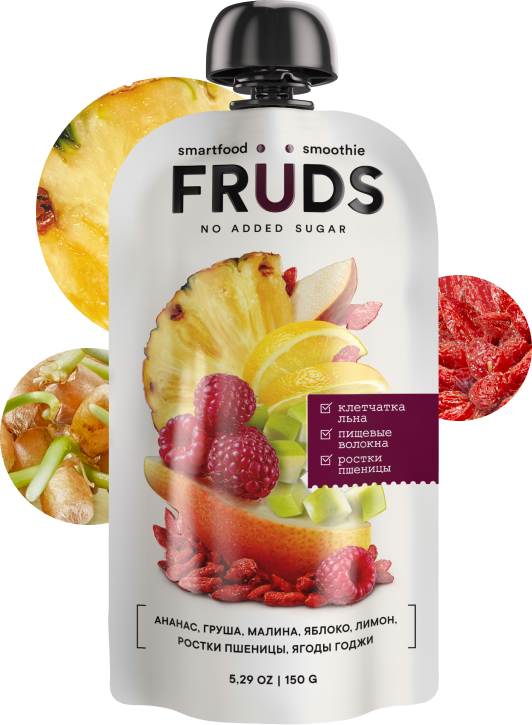 smartfood smoothie
FRÜDS
NO ADDED SUGAR
клетчатка
льна
пищевые
волокна
ростки
пшеницы
АНАНАС, ГРУША, МАЛИНА, ЯБЛОКО, ЛИМОН,
РОСТКИ ПШЕНИЦЫ, ЯГОДЫ ГОДЖИ
5,29 OZ | 150 G